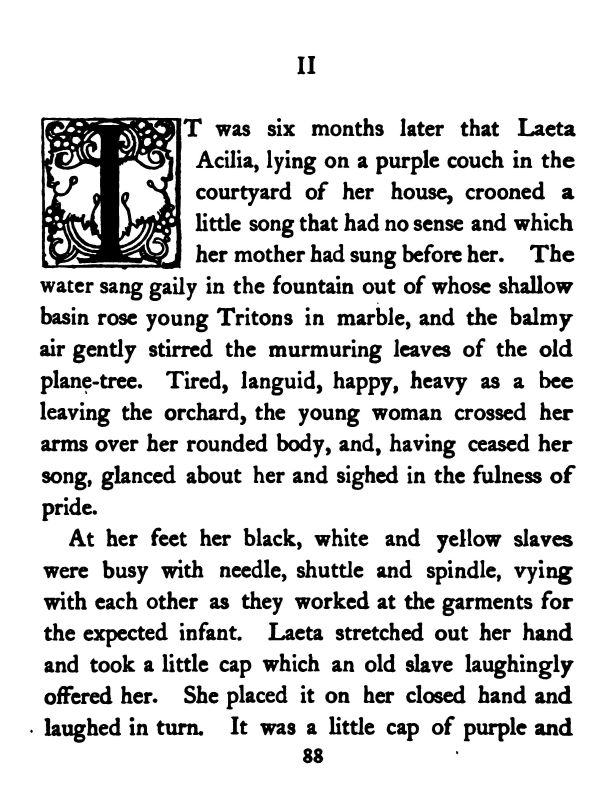 II
IT was six months later that Laeta
Acilia, lying on a purple couch in the
courtyard of her house, crooned a
little song that had no sense and which
her mother had sung before her. The
water sang gaily in the fountain out of whose shallow
basin rose young Tritons in marble, and the balmy
air gently stirred the murmuring leaves of the old
plane-tree. Tired, languid, happy, heavy as a bee
leaving the orchard, the young woman crossed her
arms over her rounded body, and, having ceased her
song, glanced about her and sighed in the fulness of
pride.
At her feet her black, white and yellow slaves
were busy with needle, shuttle and spindle, vying
with each other as they worked at the garments for
the expected infant. Laeta stretched out her hand
and took a little cap which an old slave laughingly
offered her. She placed it on her closed hand and
laughed in turn. It was a little cap of purple and
88